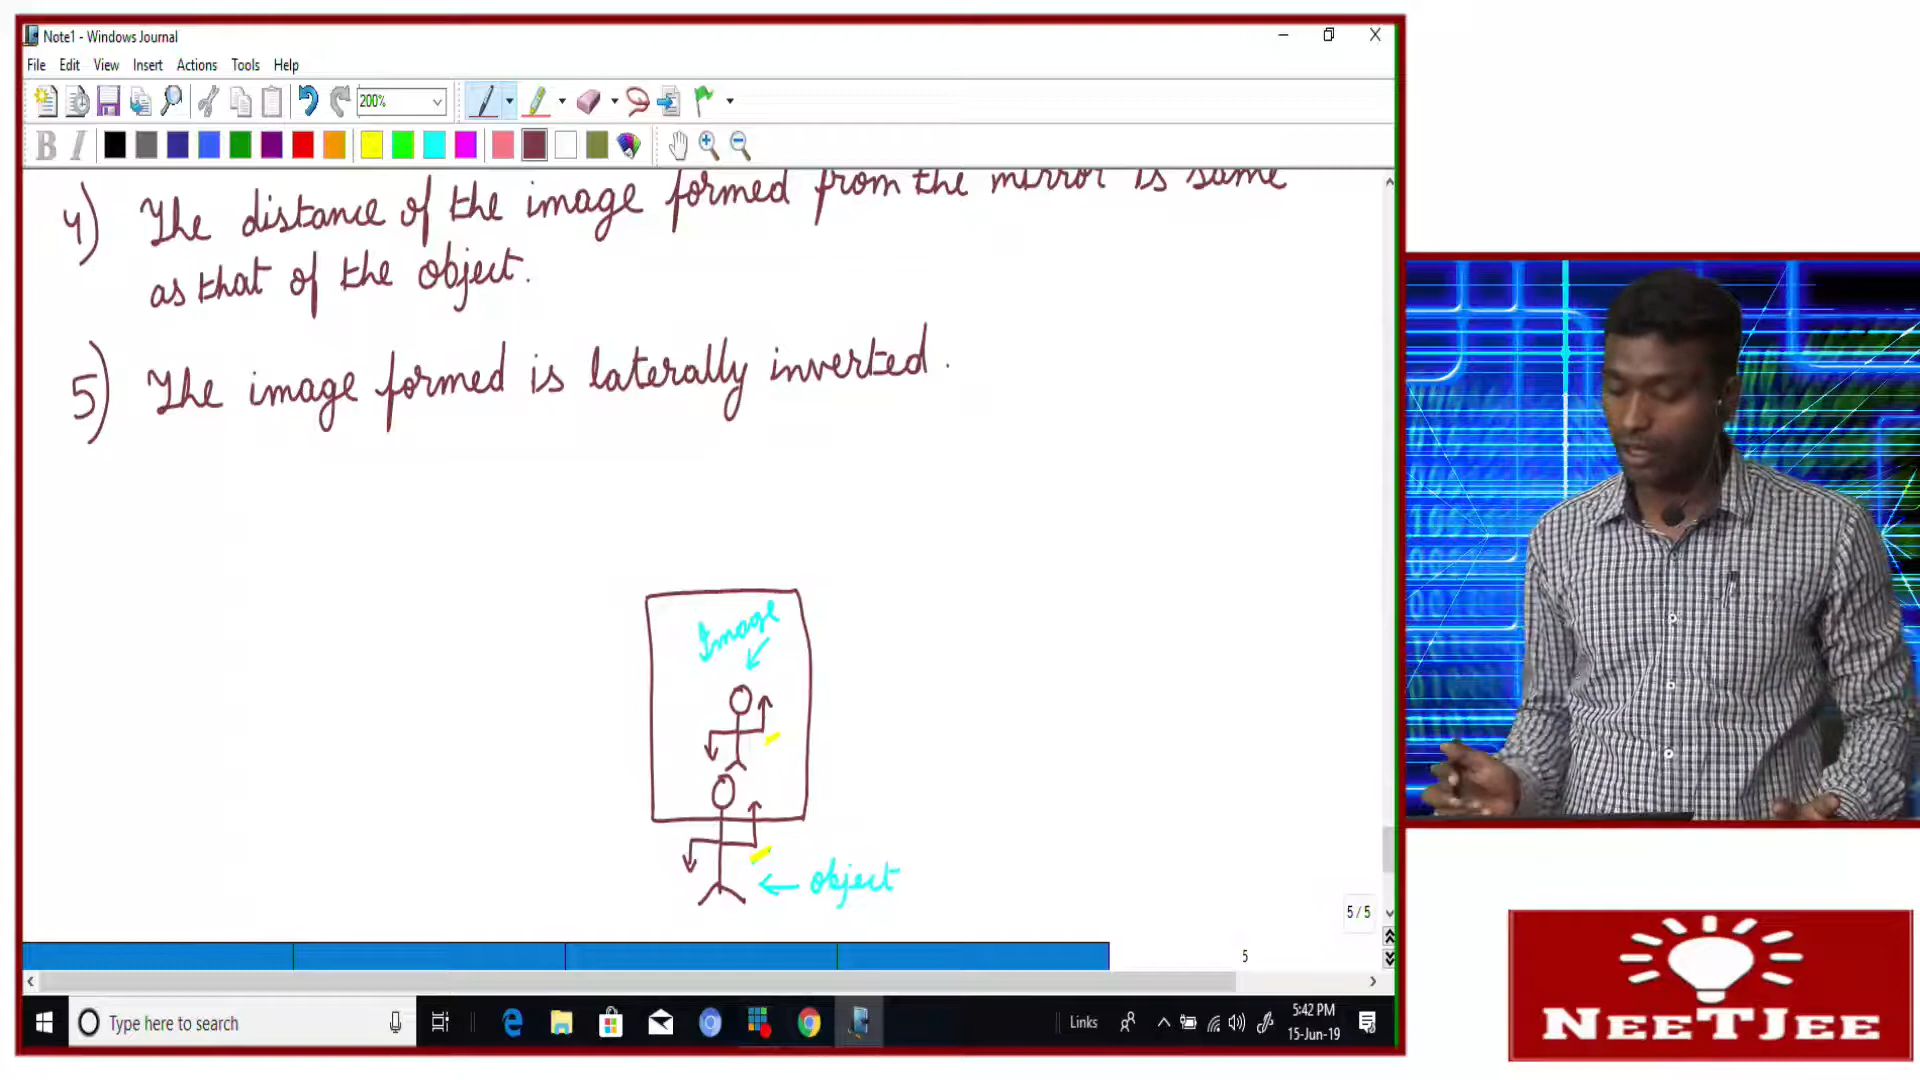 Note1 - Windows Journal
File Edit View Insert Actions Tools Help
200%
B I
4) The distance of the image formed from the mirror is same
as that of the object.
5) The image formed is laterally inverted.
Image
object
5 / 5
5
Type here to search
Links
5:42 PM
15-Jun-19
NEETJEE